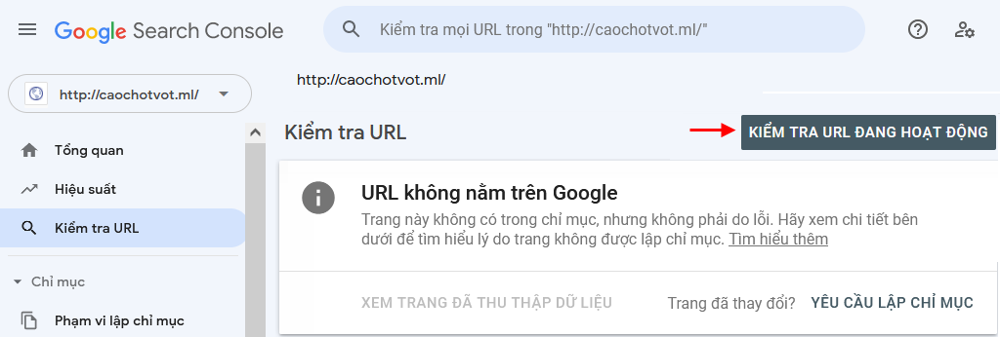 Google Search Console
Kiểm tra mọi URL trong "http://caochotvot.ml/"
http://caochotvot.ml/
http://caochotvot.ml/
Kiểm tra URL
KIỂM TRA URL ĐANG HOẠT ĐỘNG
Tổng quan
Hiệu suất
Kiểm tra URL
Chỉ mục
Phạm vi lập chỉ mục
URL không nằm trên Google
Trang này không có trong chỉ mục, nhưng không phải do lỗi. Hãy xem chi tiết bên
dưới để tìm hiểu lý do trang không được lập chỉ mục. Tìm hiểu thêm
XEM TRANG ĐÃ THU THẬP DỮ LIỆU
Trang đã thay đổi? YÊU CẦU LẬP CHỈ MỤC